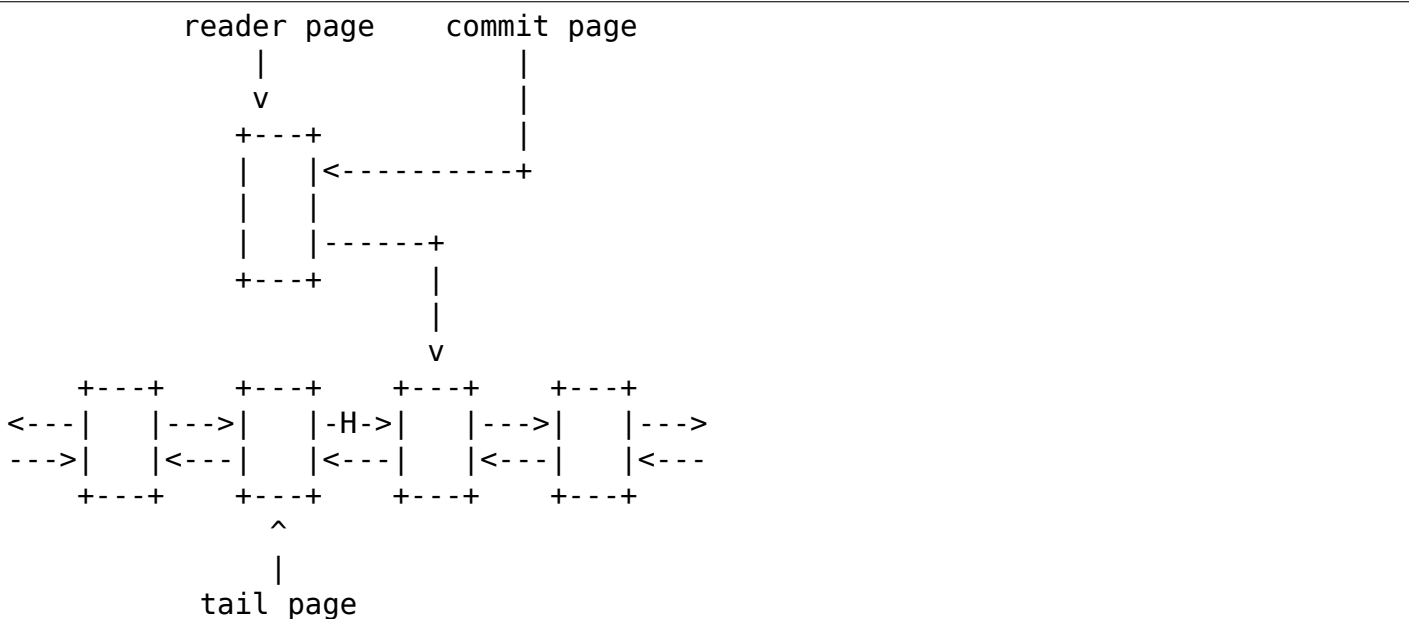 reader page    commit page
              |                |
              v                |
             +---+             |
             |   |<------------+
             |   |
             |   |------+
             +---+      |
                        |
                        v
    +---+    +---+    +---+    +---+
<---|   |--->|   |-H->|   |--->|   |--->
--->|   |<---|   |<---|   |<---|   |<---
    +---+    +---+    +---+    +---+
               ^
               |
           tail page